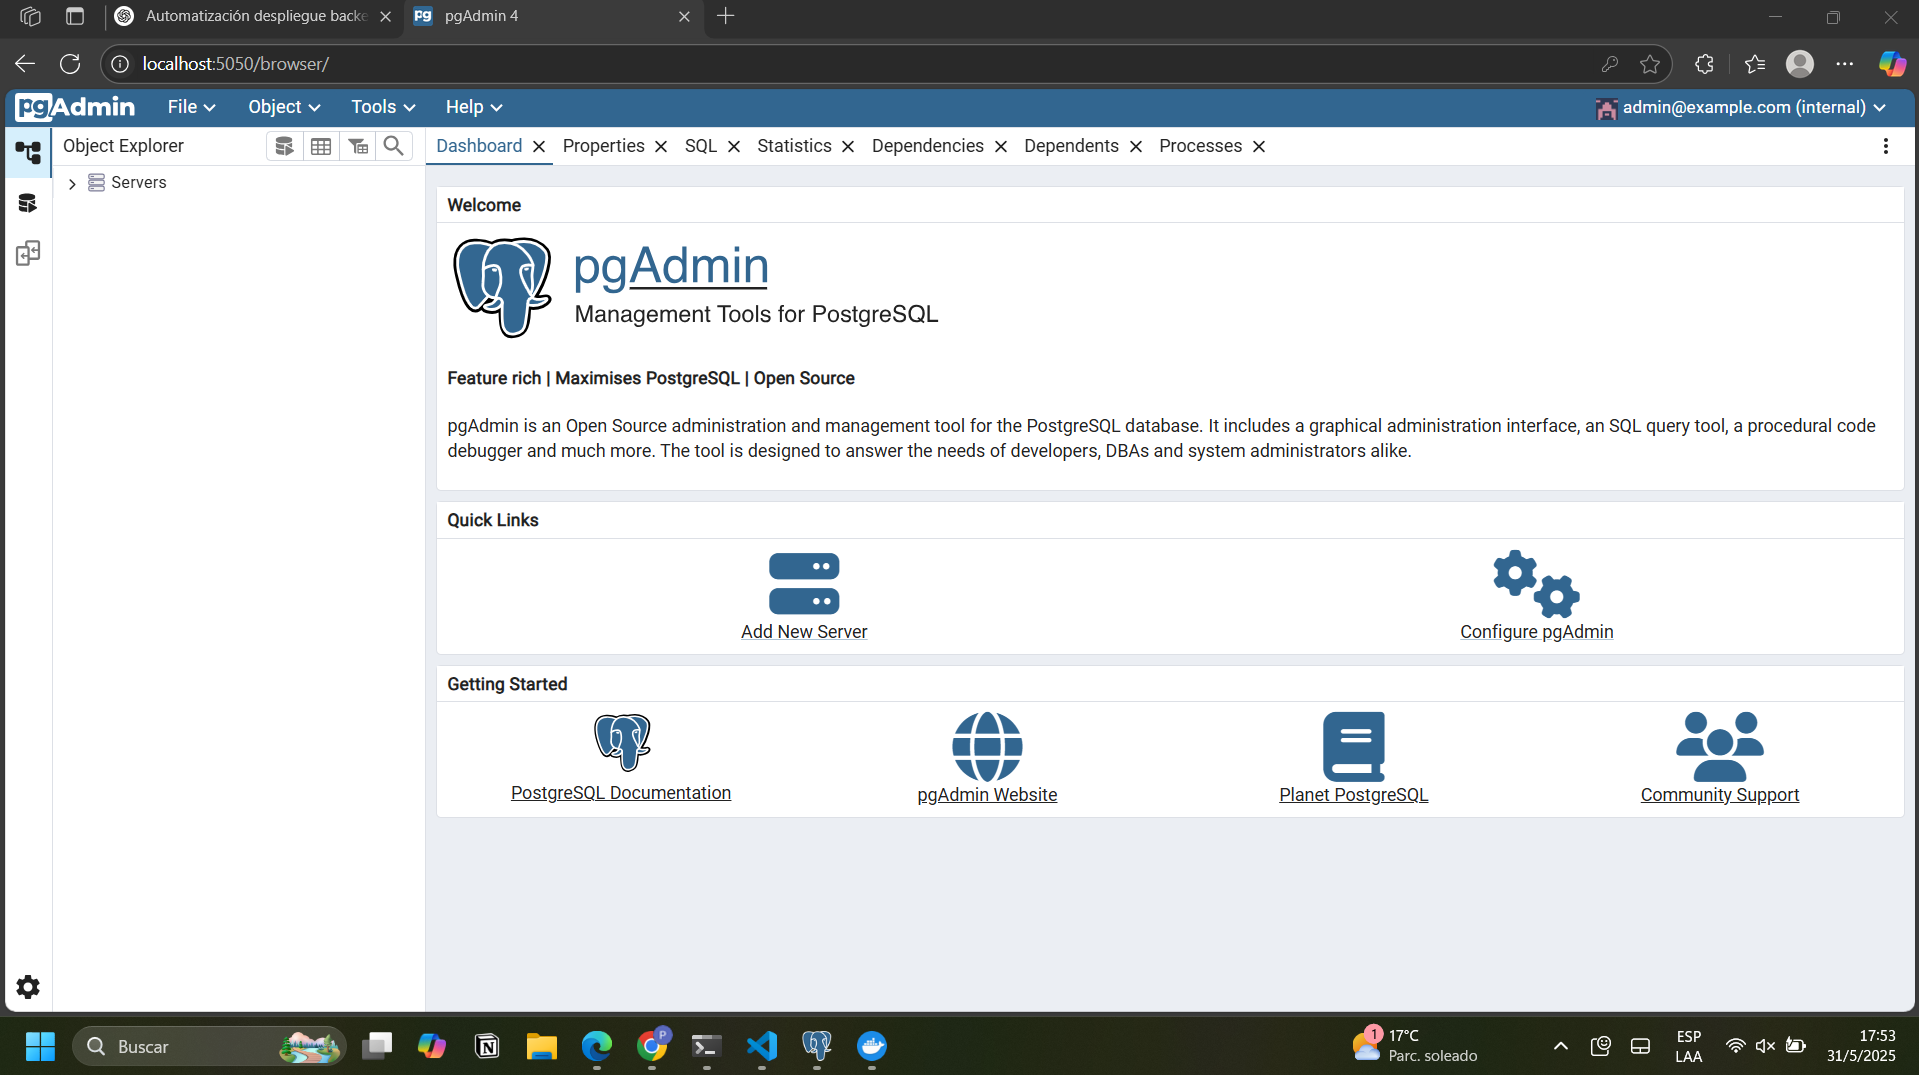 Automatización despliegue backe
pgAdmin 4
localhost:5050/browser/
pgAdmin
File
Object
Tools
Help
admin@example.com (internal)
Object Explorer
Dashboard
Properties
SQL
Statistics
Dependencies
Dependents
Processes
Servers
Welcome
pgAdmin
Management Tools for PostgreSQL
Feature rich | Maximises PostgreSQL | Open Source
pgAdmin is an Open Source administration and management tool for the PostgreSQL database. It includes a graphical administration interface, an SQL query tool, a procedural code
debugger and much more. The tool is designed to answer the needs of developers, DBAs and system administrators alike.
Quick Links
Add New Server
Configure pgAdmin
Getting Started
PostgreSQL Documentation
pgAdmin Website
Planet PostgreSQL
Community Support
Buscar
P
1
17°C
Parc. soleado
ESP
LAA
17:53
31/5/2025